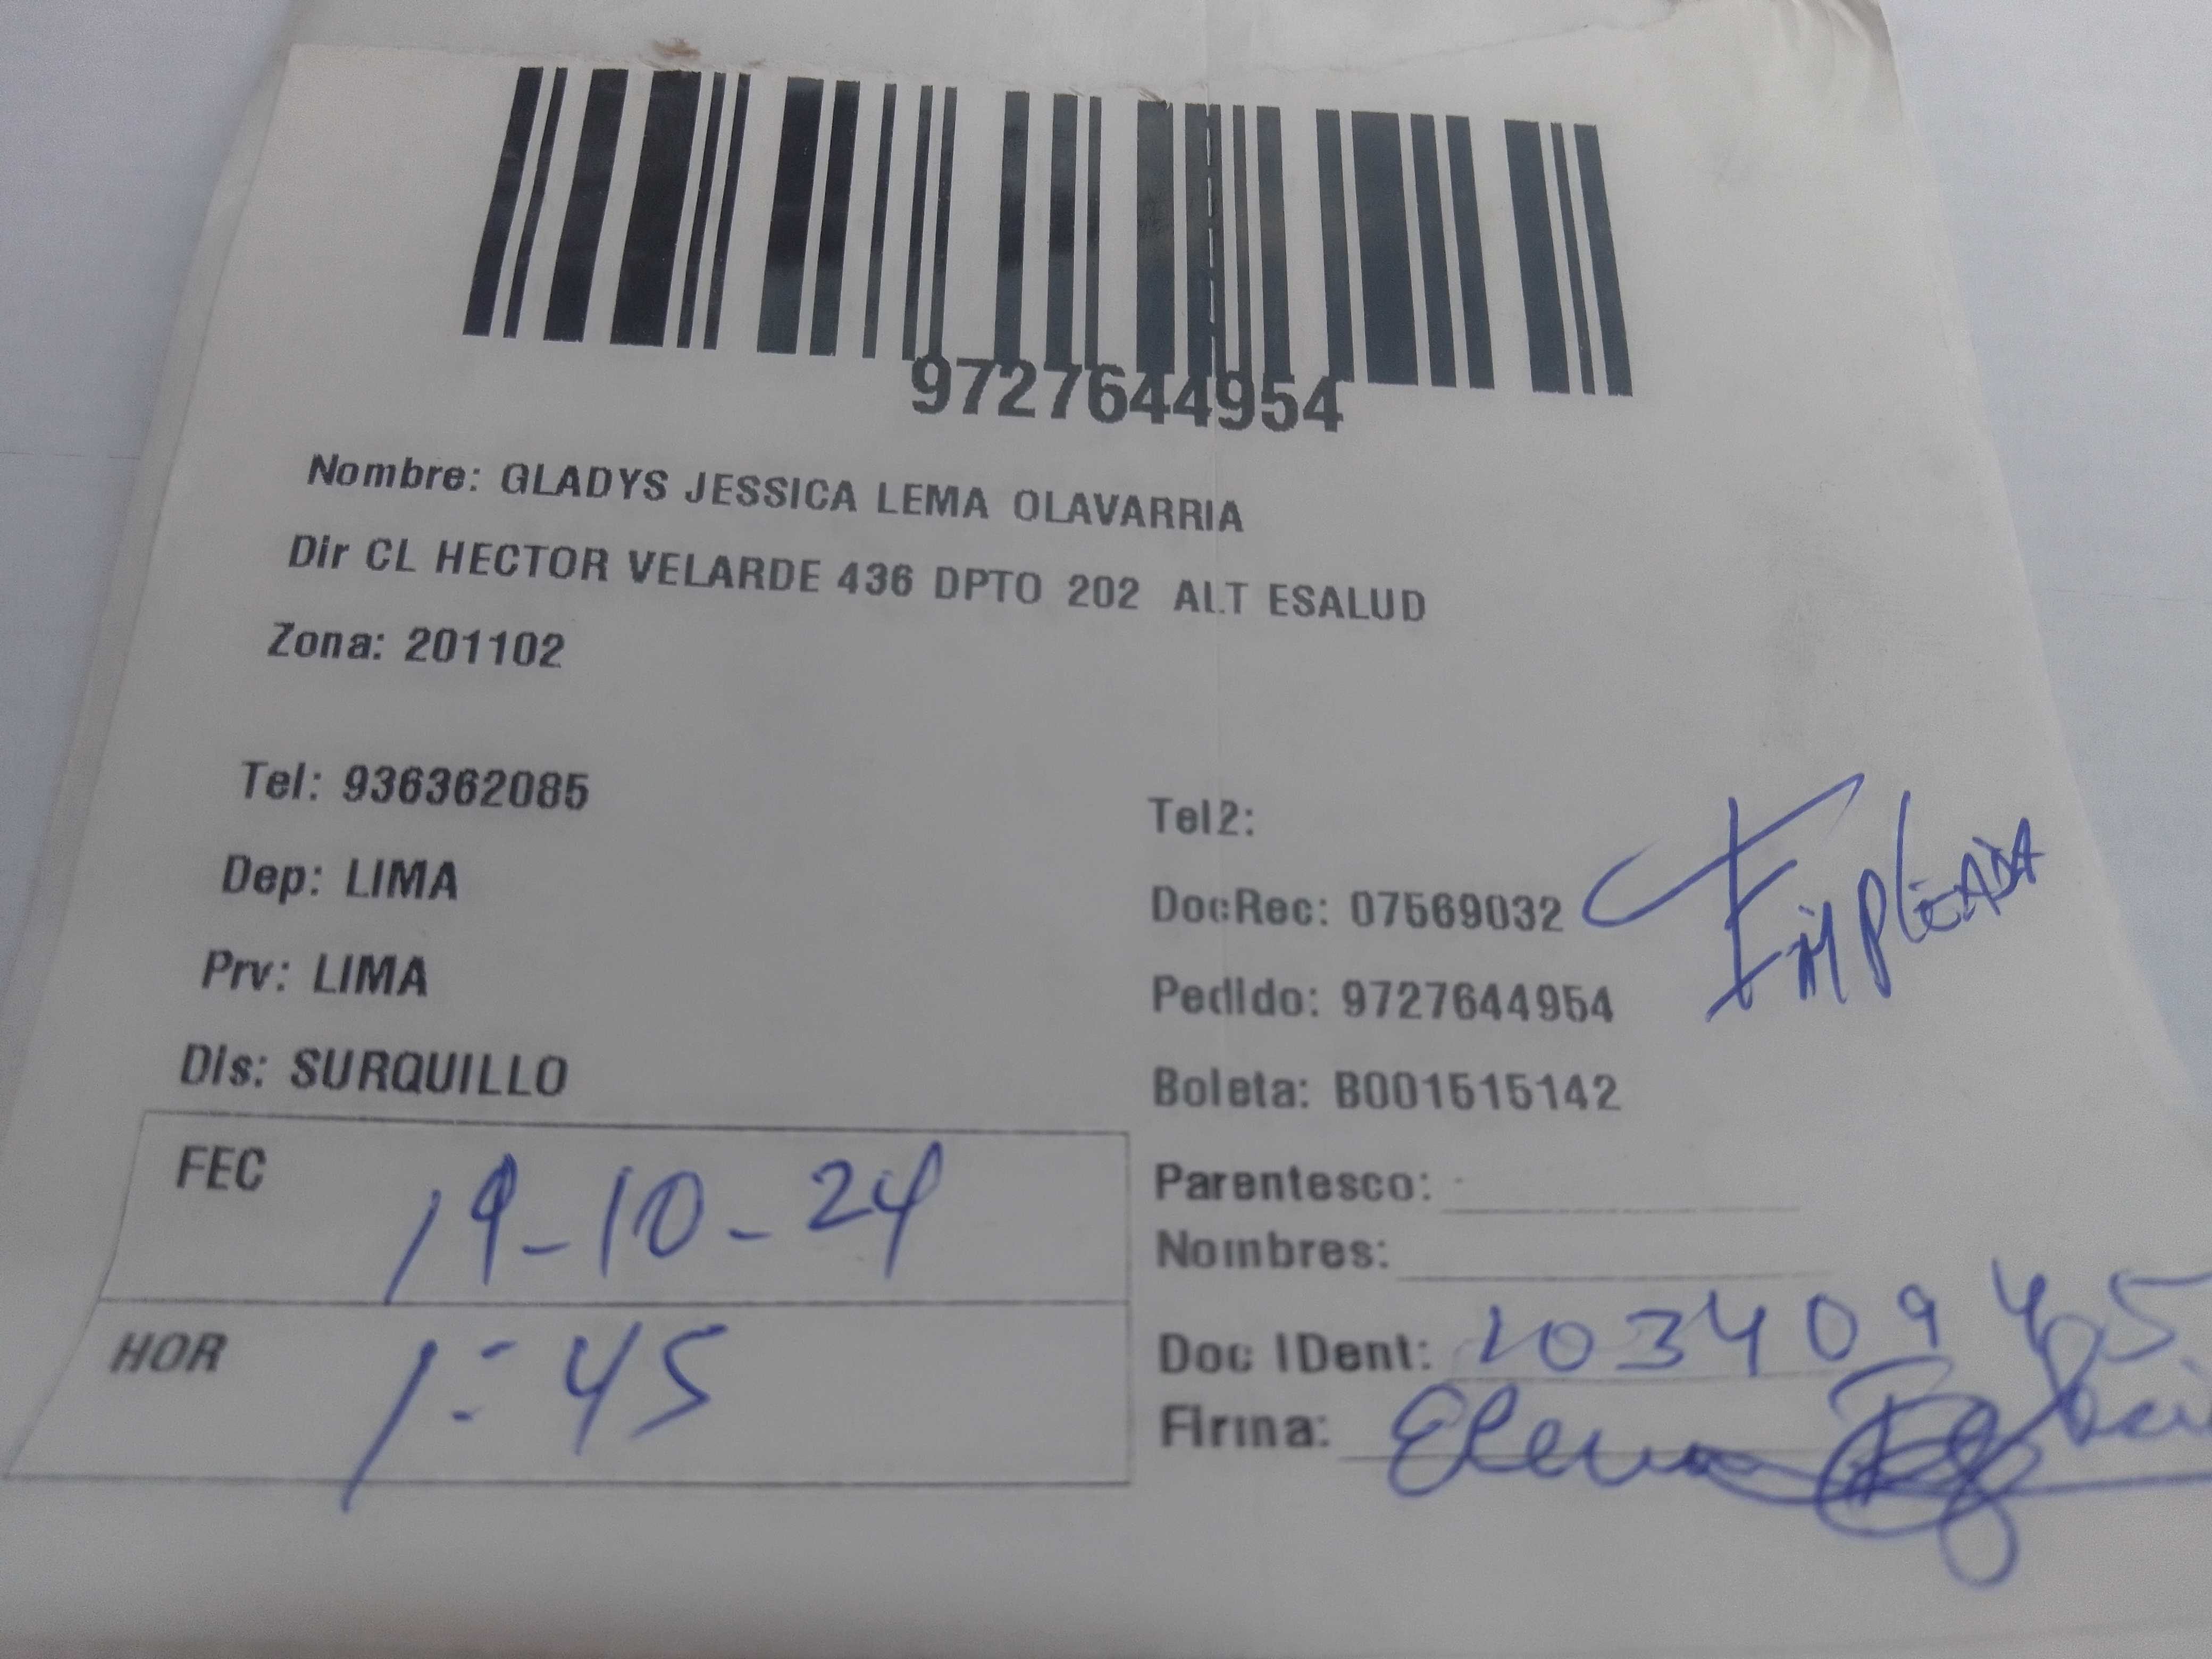 9727644954
Nombre: GLADYS JESSICA LEMA OLAVARRIA
Dir CL HECTOR VELARDE 436 DPTO 202 ALT ESALUD
Zona: 201102
Tel: 936362085
Dep: LIMA
Prv: LIMA
Dis: SURQUILLO
Tel2:
DocRec: 07569032
EMPLEADA
Pedido: 9727644954
Boleta: B001515142
FEC 19-10-24
HOR 1:45
Parentesco:
Nombres:
Doc IDent: 10340945
Firma: Elena